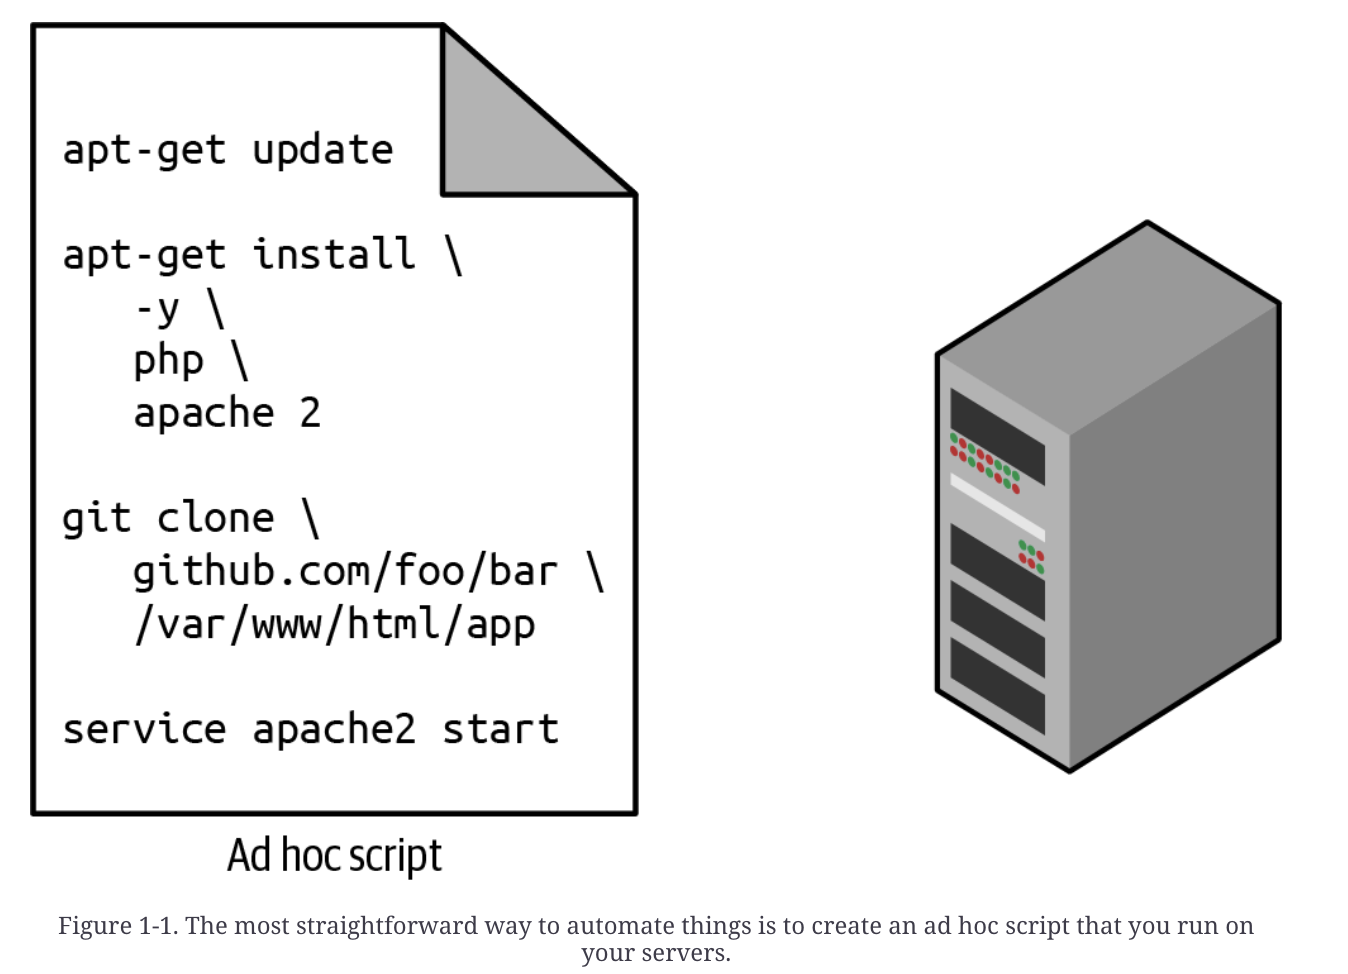 apt-get update
apt-get install \
-y \
php \
apache 2
git clone \
github.com/foo/bar \
/var/www/html/app
service apache2 start
Ad hoc script
Figure 1-1. The most straightforward way to automate things is to create an ad hoc script that you run on
your servers.